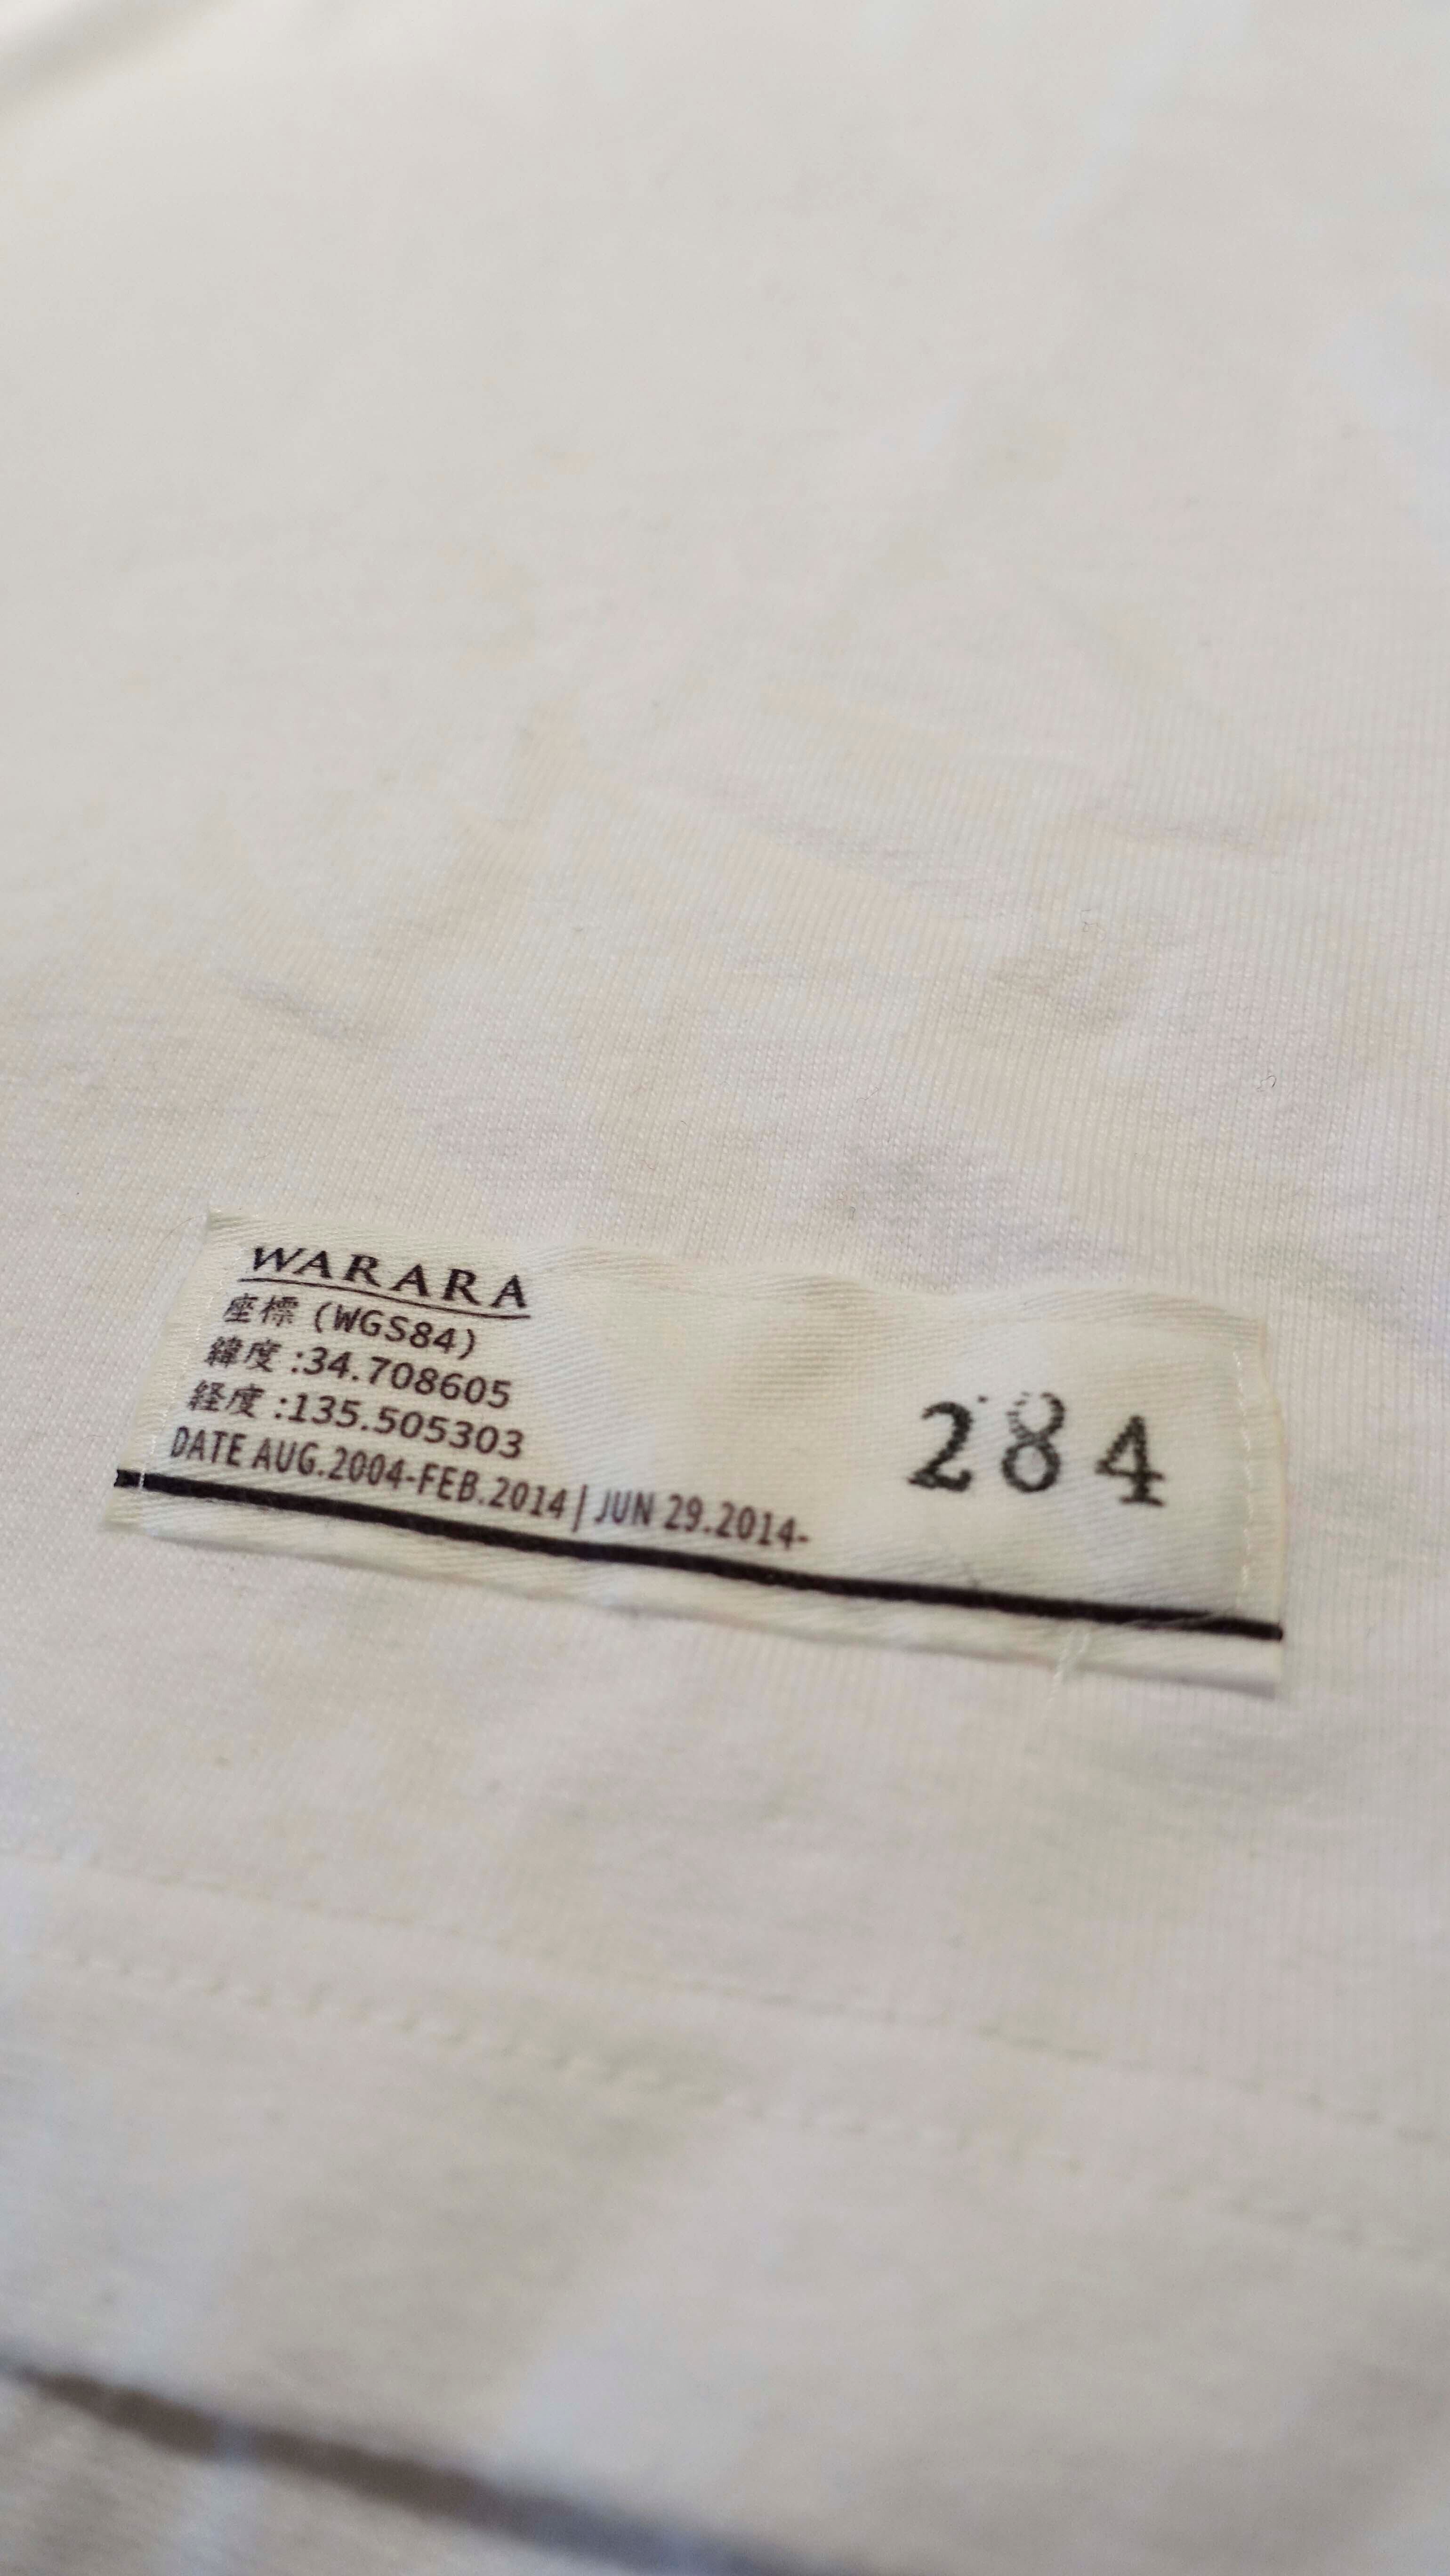 WARARA
座標 (WGS84)
緯度 :34.708605
経度 :135.505303
DATE AUG.2004-FEB.2014 | JUN 29.2014-
284